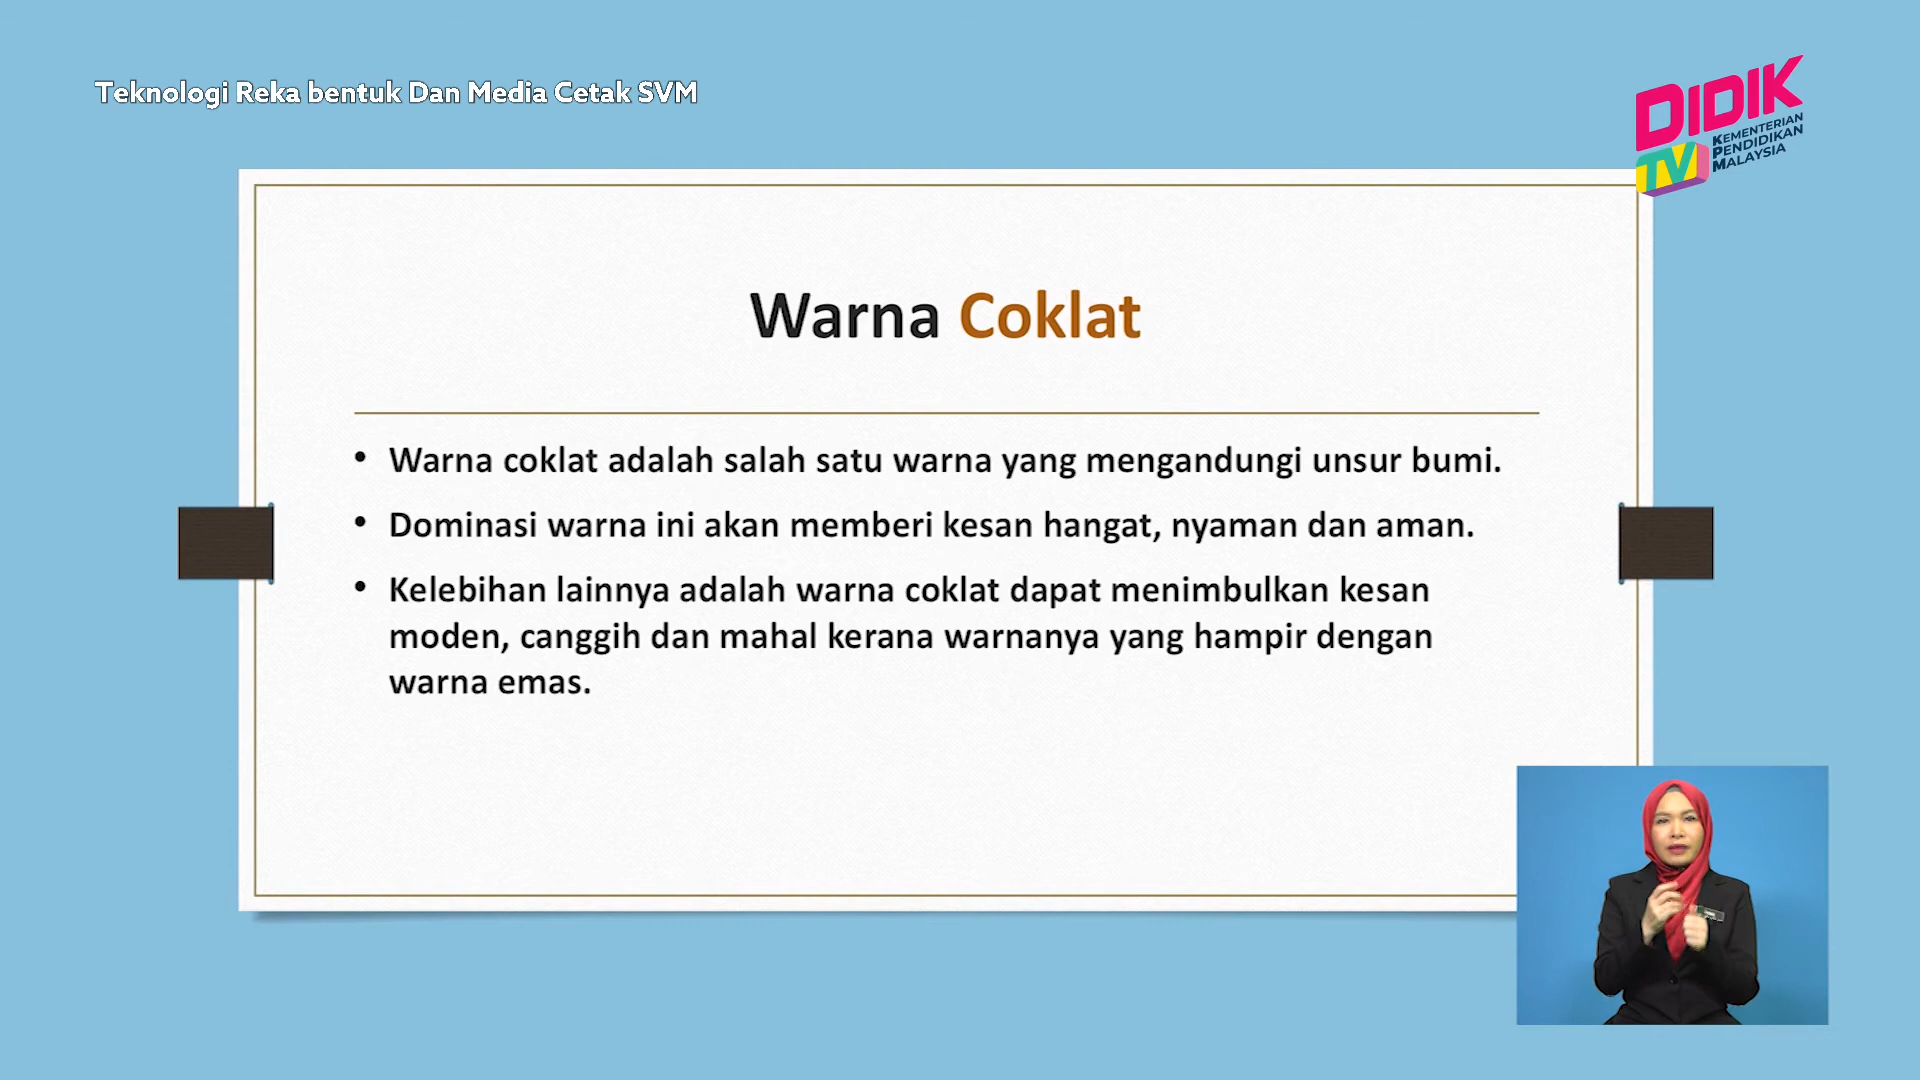 Teknologi Reka bentuk Dan Media Cetak SVM
DIDIK
TV
KEMENTERIAN
PENDIDIKAN
MALAYSIA
Warna Coklat
• Warna coklat adalah salah satu warna yang mengandungi unsur bumi.
• Dominasi warna ini akan memberi kesan hangat, nyaman dan aman.
• Kelebihan lainnya adalah warna coklat dapat menimbulkan kesan
moden, canggih dan mahal kerana warnanya yang hampir dengan
warna emas.